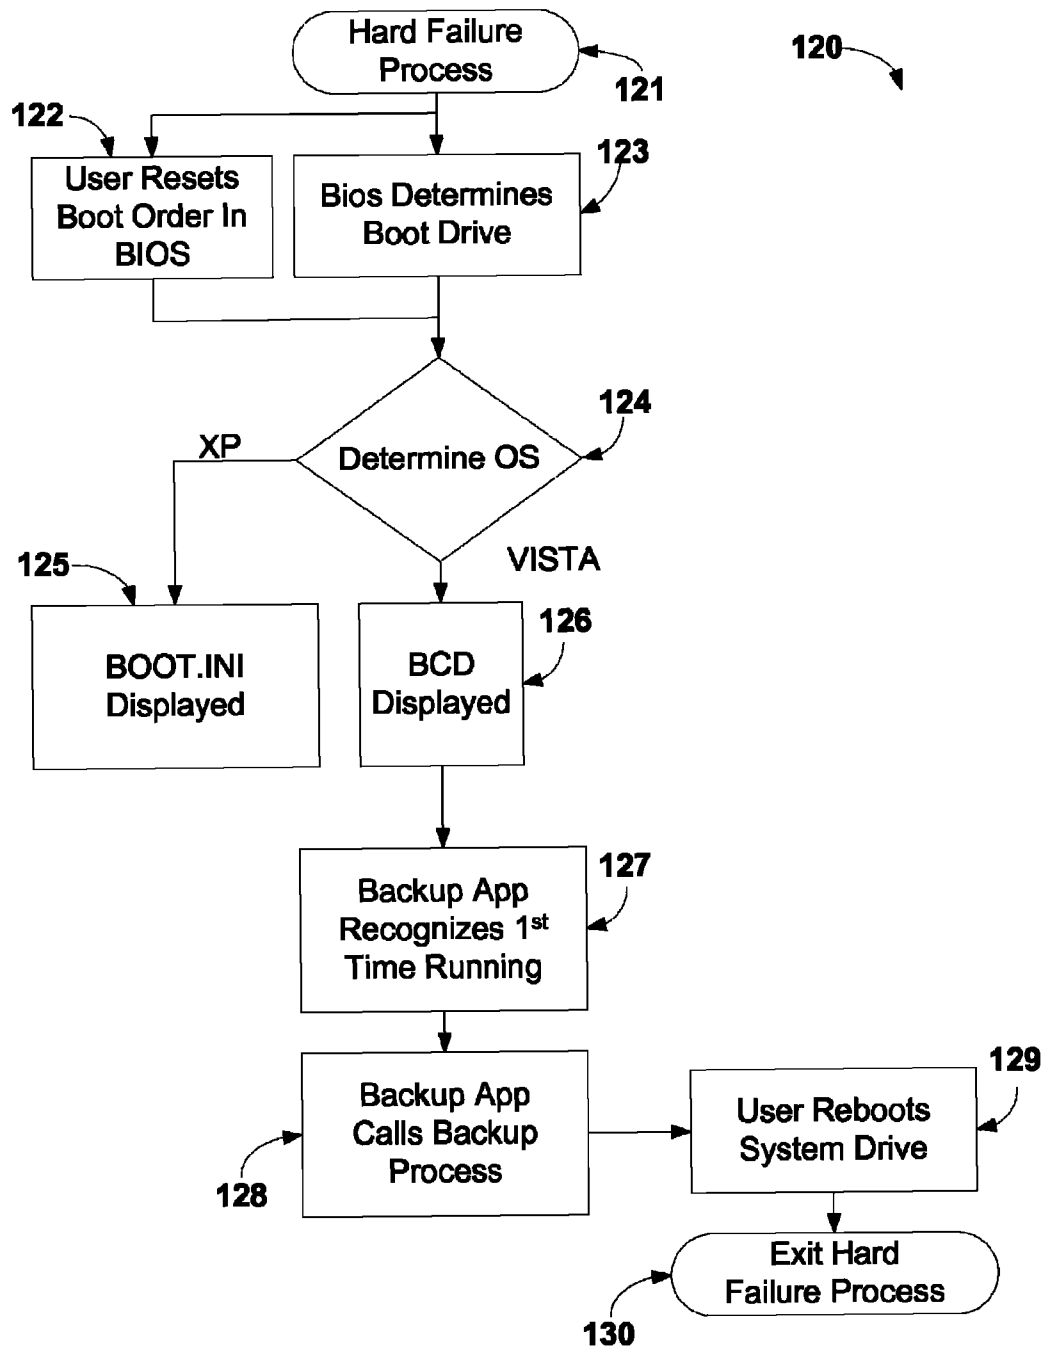 Hard Failure
Process
120
121
122
123
User Resets
Boot Order In
BIOS
Bios Determines
Boot Drive
124
XP
Determine OS
VISTA
125
126
BOOT.INI
Displayed
BCD
Displayed
127
Backup App
Recognizes 1st
Time Running
129
Backup App
Calls Backup
Process
128
User Reboots
System Drive
Exit Hard
Failure Process
130